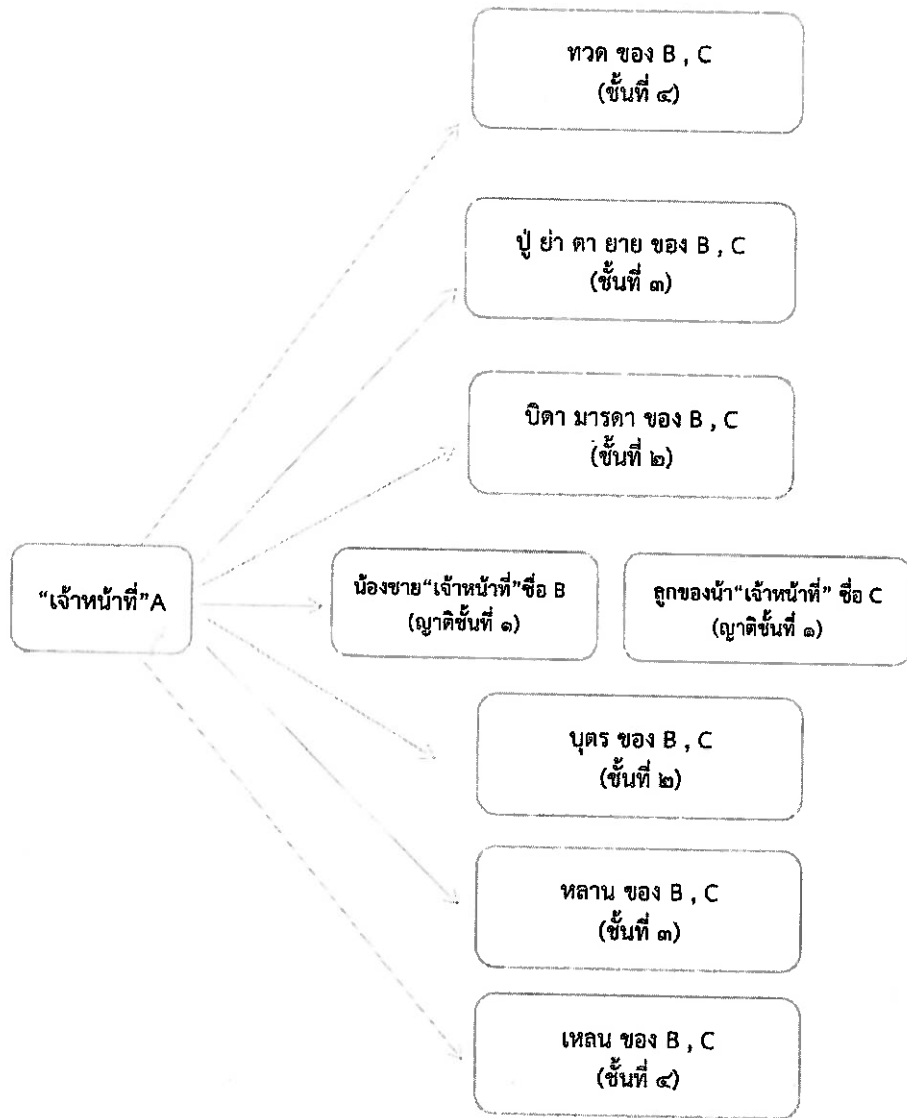 ทวด ของ B , C
(ชั้นที่ ๔)
ปู่ ย่า ตา ยาย ของ B , C
(ชั้นที่ ๓)
บิดา มารดา ของ B , C
(ชั้นที่ ๒)
“เจ้าหน้าที่”A
น้องชาย“เจ้าหน้าที่”ชื่อ B
(ญาติชั้นที่ ๑)
ลูกของน้า“เจ้าหน้าที่” ชื่อ C
(ญาติชั้นที่ ๑)
บุตร ของ B , C
(ชั้นที่ ๒)
หลาน ของ B , C
(ชั้นที่ ๓)
เหลน ของ B , C
(ชั้นที่ ๔)